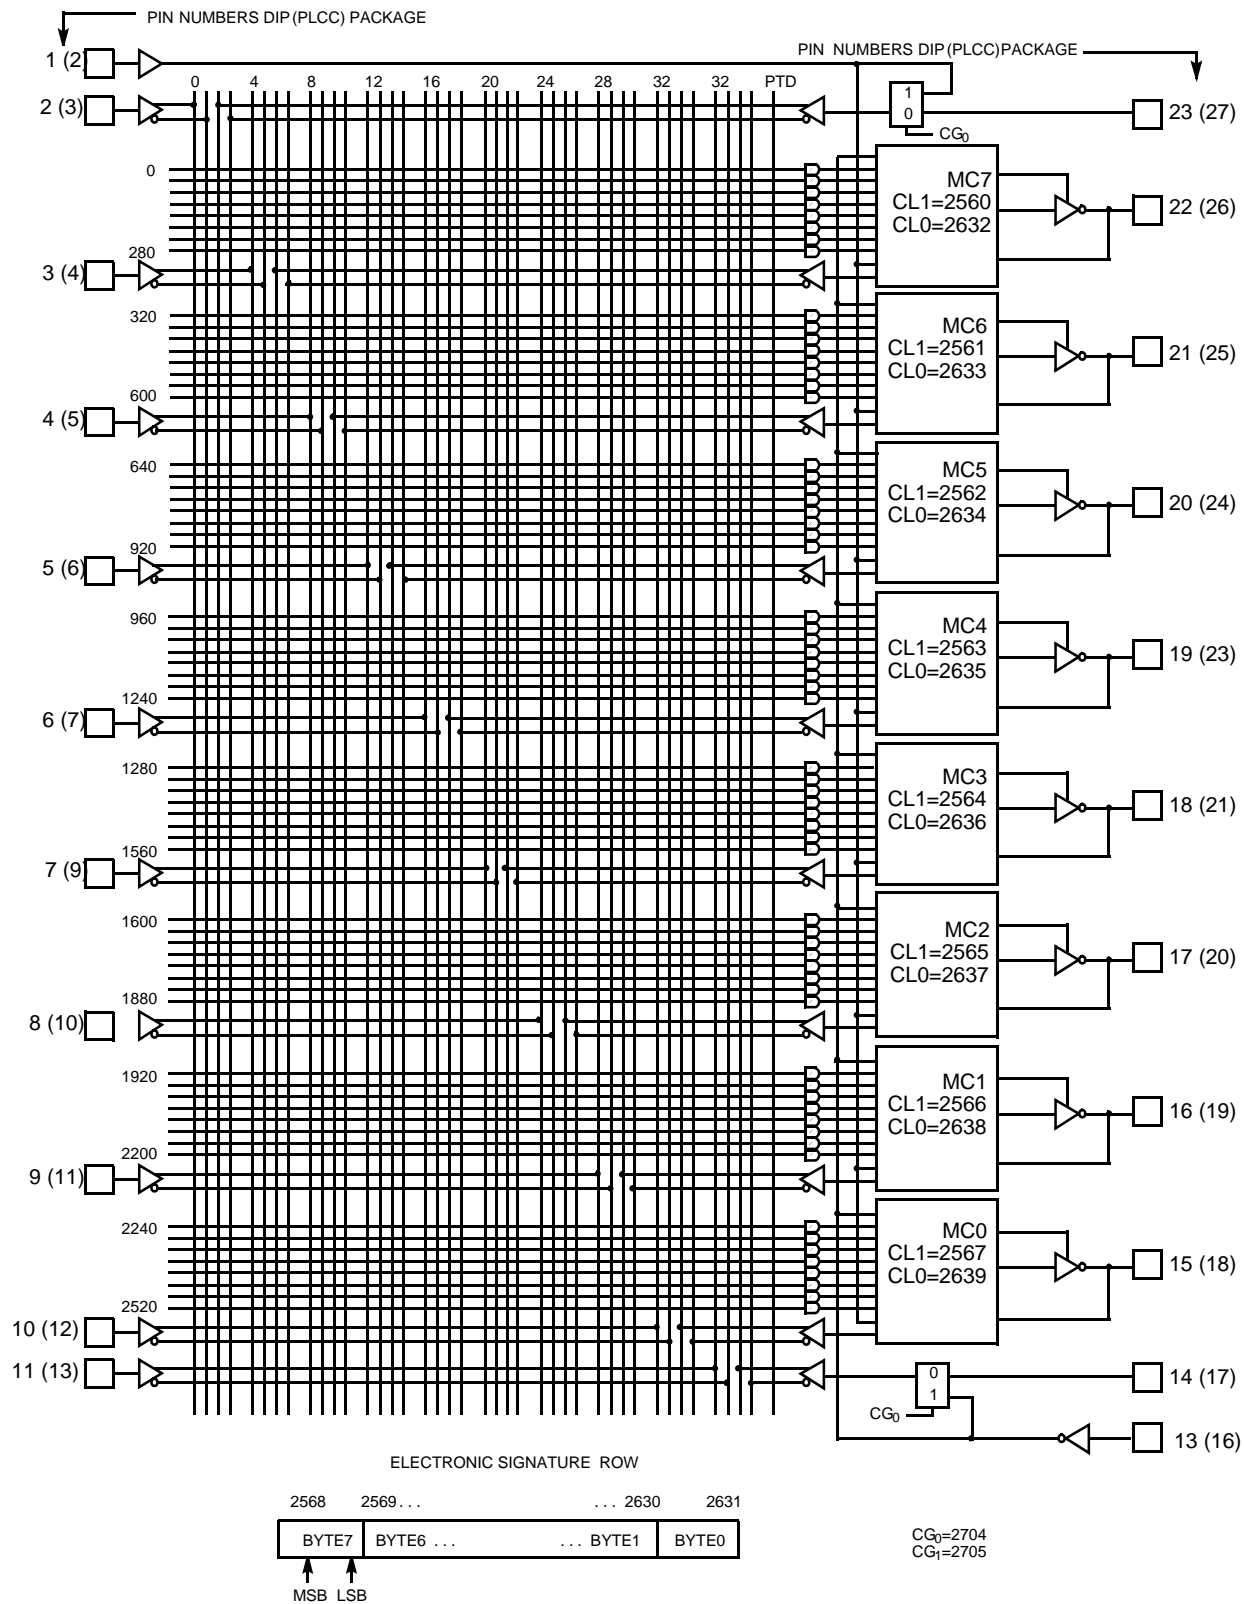 PIN NUMBERS DIP (PLCC) PACKAGE
1 (2)
PIN NUMBERS DIP (PLCC) PACKAGE
0 4 8 12 16 20 24 28 32 32 PTD
2 (3)
1
0
23 (27)
CG0
0
MC7
CL1=2560
CL0=2632
22 (26)
280
3 (4)
320
MC6
CL1=2561
CL0=2633
21 (25)
600
4 (5)
640
MC5
CL1=2562
CL0=2634
20 (24)
920
5 (6)
960
MC4
CL1=2563
CL0=2635
19 (23)
1240
6 (7)
1280
MC3
CL1=2564
CL0=2636
18 (21)
1560
7 (9)
1600
MC2
CL1=2565
CL0=2637
17 (20)
1880
8 (10)
1920
MC1
CL1=2566
CL0=2638
16 (19)
2200
9 (11)
2240
MC0
CL1=2567
CL0=2639
15 (18)
2520
10 (12)
11 (13)
0
1
14 (17)
CG0
13 (16)
ELECTRONIC SIGNATURE ROW
2568 2569 . . . . . . 2630 2631
BYTE7 BYTE6 . . . . . . BYTE1 BYTE0
MSB LSB
CG0=2704
CG1=2705